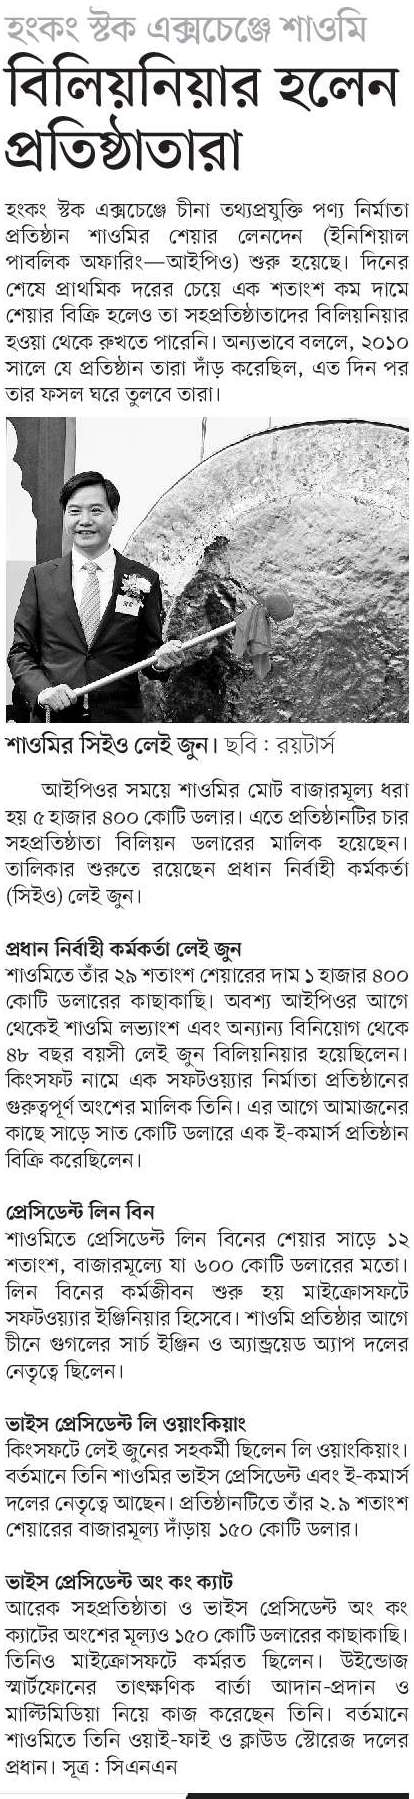 হংকং স্টক এক্সচেঞ্জে শাওমি
বিলিয়নিয়ার হলেন
প্রতিষ্ঠাতারা
হংকং স্টক এক্সচেঞ্জে চীনা তথ্যপ্রযুক্তি পণ্য নির্মাতা
প্রতিষ্ঠান শাওমির শেয়ার লেনদেন (ইনিশিয়াল
পাবলিক অফারিং—আইপিও) শুরু হয়েছে। দিনের
শেষে প্রাথমিক দরের চেয়ে এক শতাংশ কম দামে
শেয়ার বিক্রি হলেও তা সহপ্রতিষ্ঠাতাদের বিলিয়নিয়ার
হওয়া থেকে রুখতে পারেনি। অন্যভাবে বললে, ২০১০
সালে যে প্রতিষ্ঠান তারা দাঁড় করেছিল, এত দিন পর
তার ফসল ঘরে তুলবে তারা।
শাওমির সিইও লেই জুন। ছবি : রয়টার্স
আইপিওর সময়ে শাওমির মোট বাজারমূল্য ধরা
হয় ৫ হাজার ৪০০ কোটি ডলার। এতে প্রতিষ্ঠানটির চার
সহপ্রতিষ্ঠাতা বিলিয়ন ডলারের মালিক হয়েছেন।
তালিকার শুরুতে রয়েছেন প্রধান নির্বাহী কর্মকর্তা
(সিইও) লেই জুন।
প্রধান নির্বাহী কর্মকর্তা লেই জুন
শাওমিতে তাঁর ২৯ শতাংশ শেয়ারের দাম ১ হাজার ৪০০
কোটি ডলারের কাছাকাছি। অবশ্য আইপিওর আগে
থেকেই শাওমি লভ্যাংশ এবং অন্যান্য বিনিয়োগ থেকে
৪৮ বছর বয়সী লেই জুন বিলিয়নিয়ার হয়েছিলেন।
কিংসফট নামে এক সফটওয়্যার নির্মাতা প্রতিষ্ঠানের
গুরুত্বপূর্ণ অংশের মালিক তিনি। এর আগে আমাজনের
কাছে সাড়ে সাত কোটি ডলারে এক ই-কমার্স প্রতিষ্ঠান
বিক্রি করেছিলেন।
প্রেসিডেন্ট লিন বিন
শাওমিতে প্রেসিডেন্ট লিন বিনের শেয়ার সাড়ে ১২
শতাংশ, বাজারমূল্যে যা ৬০০ কোটি ডলারের মতো।
লিন বিনের কর্মজীবন শুরু হয় মাইক্রোসফটে
সফটওয়্যার ইঞ্জিনিয়ার হিসেবে। শাওমি প্রতিষ্ঠার আগে
চীনে গুগলের সার্চ ইঞ্জিন ও অ্যান্ড্রয়েড অ্যাপ দলের
নেতৃত্বে ছিলেন।
ভাইস প্রেসিডেন্ট লি ওয়াংকিয়াং
কিংসফটে লেই জুনের সহকর্মী ছিলেন লি ওয়াংকিয়াং।
বর্তমানে তিনি শাওমির ভাইস প্রেসিডেন্ট এবং ই-কমার্স
দলের নেতৃত্বে আছেন। প্রতিষ্ঠানটিতে তাঁর ২.৯ শতাংশ
শেয়ারের বাজারমূল্য দাঁড়ায় ১৫০ কোটি ডলার।
ভাইস প্রেসিডেন্ট অং কং ক্যাট
আরেক সহপ্রতিষ্ঠাতা ও ভাইস প্রেসিডেন্ট অং কং
ক্যাটের অংশের মূল্যও ১৫০ কোটি ডলারের কাছাকাছি।
তিনিও মাইক্রোসফটে কর্মরত ছিলেন। উইন্ডোজ
স্মার্টফোনের তাৎক্ষণিক বার্তা আদান-প্রদান ও
মাল্টিমিডিয়া নিয়ে কাজ করেছেন তিনি। বর্তমানে
শাওমিতে তিনি ওয়াই-ফাই ও ক্লাউড স্টোরেজ দলের
প্রধান। সূত্র : সিএনএন